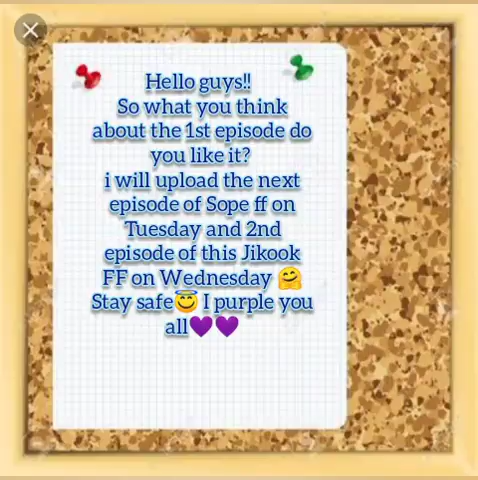 Hello guys!!
So what you think
about the 1st episode do
you like it?
i will upload the next
episode of Sope ff on
Tuesday and 2nd
episode of this Jikook
FF on Wednesday 🤗
Stay safe😇 I purple you
all💜💜